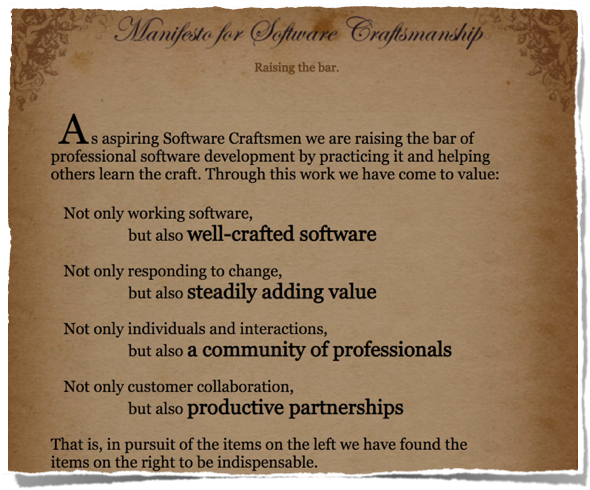 Manifesto for Software Craftsmanship
Raising the bar.
As aspiring Software Craftsmen we are raising the bar of
professional software development by practicing it and helping
others learn the craft. Through this work we have come to value:
Not only working software,
but also well-crafted software
Not only responding to change,
but also steadily adding value
Not only individuals and interactions,
but also a community of professionals
Not only customer collaboration,
but also productive partnerships
That is, in pursuit of the items on the left we have found the
items on the right to be indispensable.